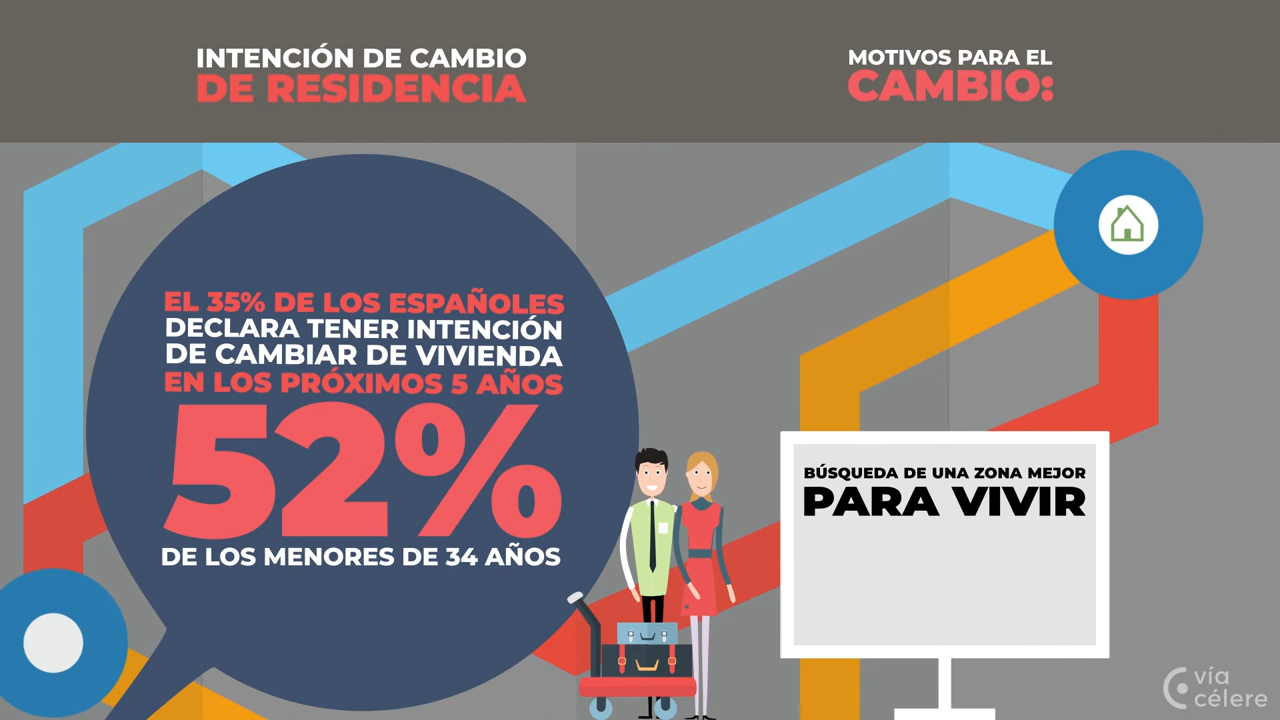 INTENCIÓN DE CAMBIO
DE RESIDENCIA
MOTIVOS PARA EL
CAMBIO:
EL 35% DE LOS ESPAÑOLES
DECLARA TENER INTENCIÓN
DE CAMBIAR DE VIVIENDA
EN LOS PRÓXIMOS 5 AÑOS
52%
DE LOS MENORES DE 34 AÑOS
BÚSQUEDA DE UNA ZONA MEJOR
PARA VIVIR
vía
célere